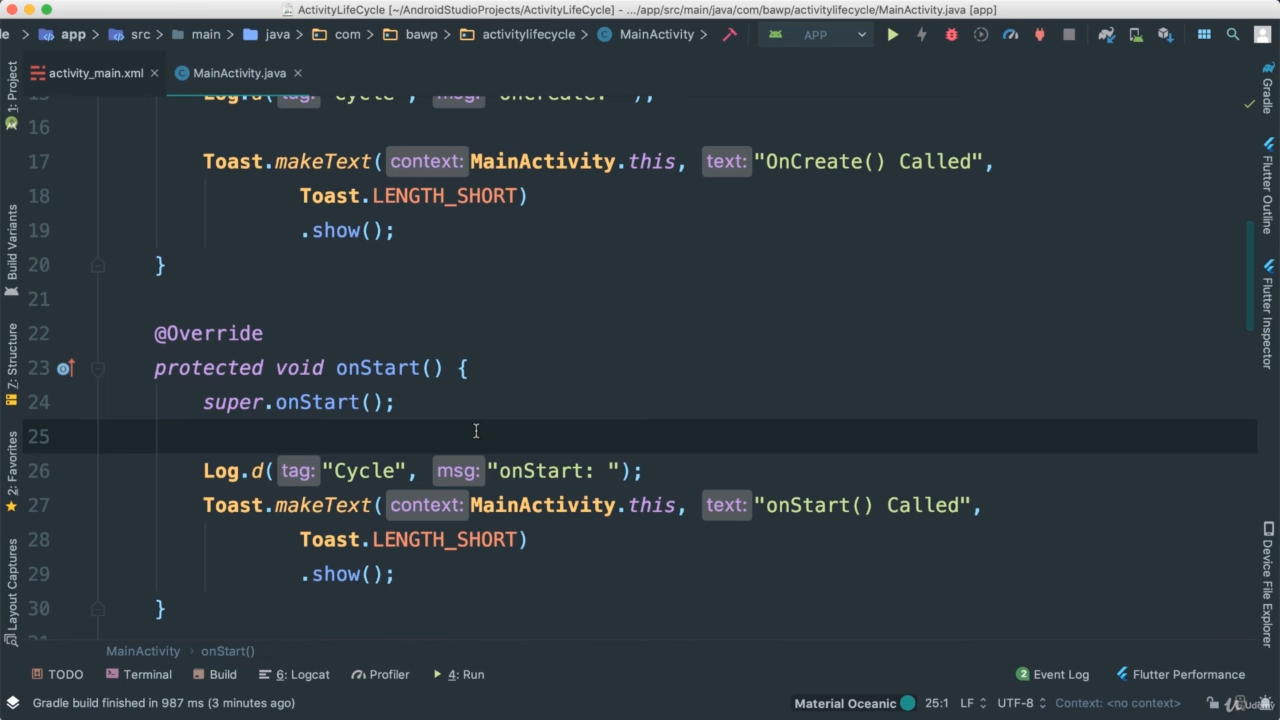 ActivityLifeCycle [~/AndroidStudioProjects/ActivityLifeCycle] - .../app/src/main/java/com/bawp/activitylifecycle/MainActivity.java [app]
le app src main java com bawp activitylifecycle MainActivity APP
activity_main.xml MainActivity.java
16
17 Toast.makeText( context: MainActivity.this, text: "OnCreate() Called",
18 Toast.LENGTH_SHORT)
19 .show();
20 }
21
22 @Override
23 protected void onStart() {
24 super.onStart();
25
26 Log.d( tag: "Cycle", msg: "onStart: ");
27 Toast.makeText( context: MainActivity.this, text: "onStart() Called",
28 Toast.LENGTH_SHORT)
29 .show();
30 }
MainActivity › onStart()
1: Project
Build Variants
7: Structure
2: Favorites
Layout Captures
Gradle
Flutter Outline
Flutter Inspector
Device File Explorer
TODO Terminal Build 6: Logcat Profiler 4: Run 2 Event Log Flutter Performance
Gradle build finished in 987 ms (3 minutes ago) Material Oceanic 25:1 LF UTF-8 Context: <no context>